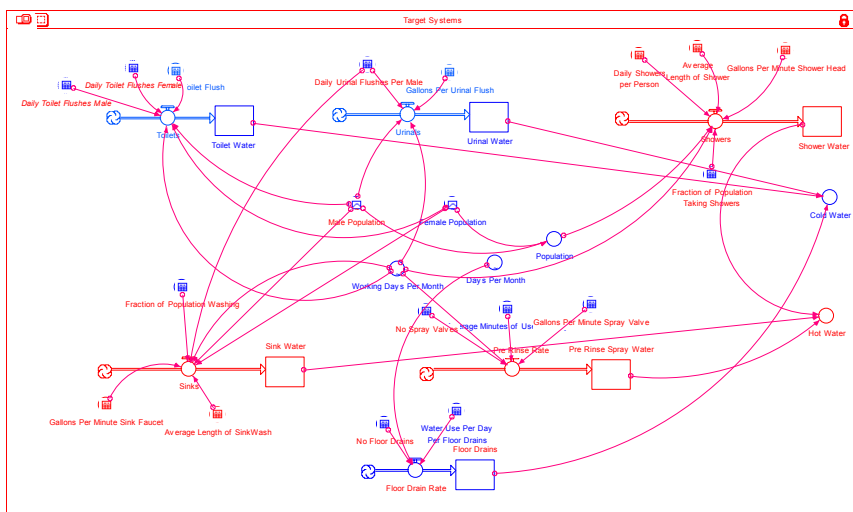 Target Systems
Daily Toilet Flushes Female
oilet Flush
Daily Toilet Flushes Male
Toilets
Toilet Water
Daily Urinal Flushes Per Male
Gallons Per Urinal Flush
Urinals
Urinal Water
Average
Length of Shower
Gallons Per Minute Shower Head
Daily Showers
per Person
Showers
Shower Water
Fraction of Population
Taking Showers
Cold Water
Male Population
Female Population
Population
Working Days Per Month
Days Per Month
Fraction of Population Washing
No Spray Valves
rage Minutes of Us
Gallons Per Minute Spray Valve
Hot Water
Sink Water
Sinks
Pre Rinse Rate
Pre Rinse Spray Water
Gallons Per Minute Sink Faucet
Average Length of SinkWash
No Floor Drains
Water Use Per Day
Per Floor Drains
Floor Drains
Floor Drain Rate